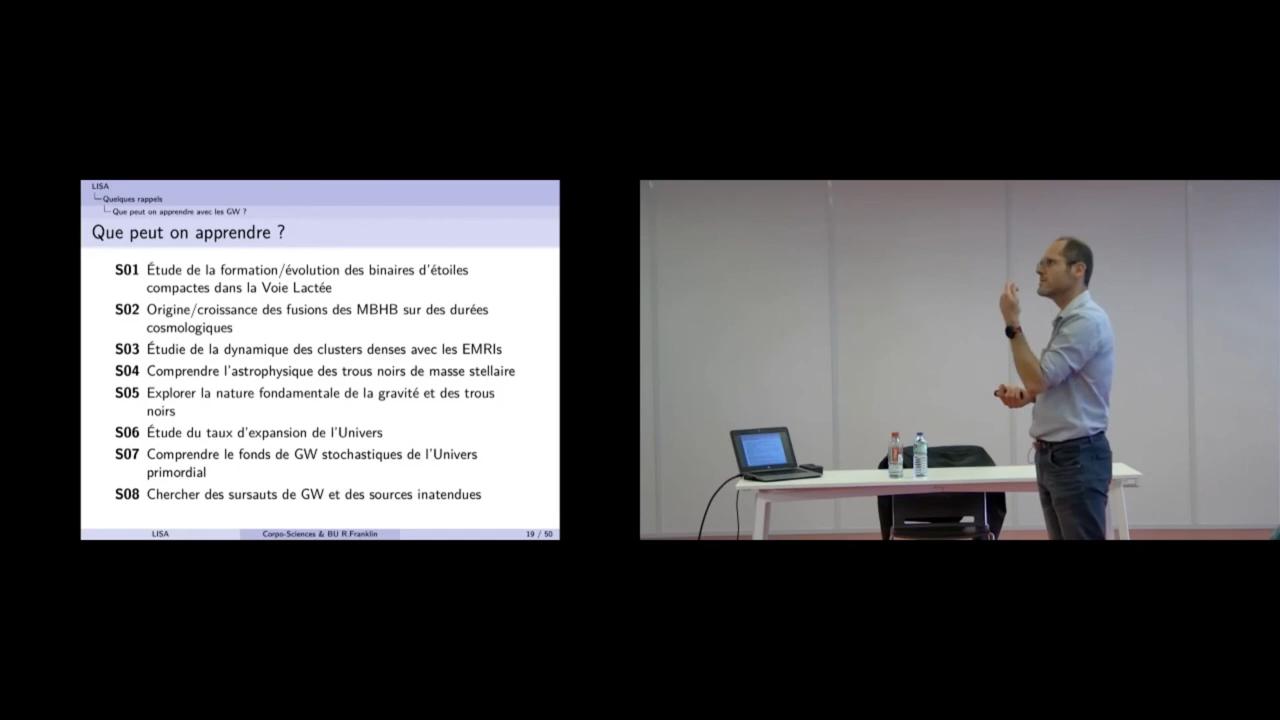 LISA
Quelques rappels
Que peut on apprendre avec les GW ?
Que peut on apprendre ?
S01 Étude de la formation/évolution des binaires d'étoiles
compactes dans la Voie Lactée
S02 Origine/croissance des fusions des MBHB sur des durées
cosmologiques
S03 Étudie de la dynamique des clusters denses avec les EMRIs
S04 Comprendre l'astrophysique des trous noirs de masse stellaire
S05 Explorer la nature fondamentale de la gravité et des trous
noirs
S06 Étude du taux d'expansion de l'Univers
S07 Comprendre le fonds de GW stochastiques de l'Univers
primordial
S08 Chercher des sursauts de GW et des sources inatendues
LISA Corpo-Sciences & BU R.Franklin 19 / 50